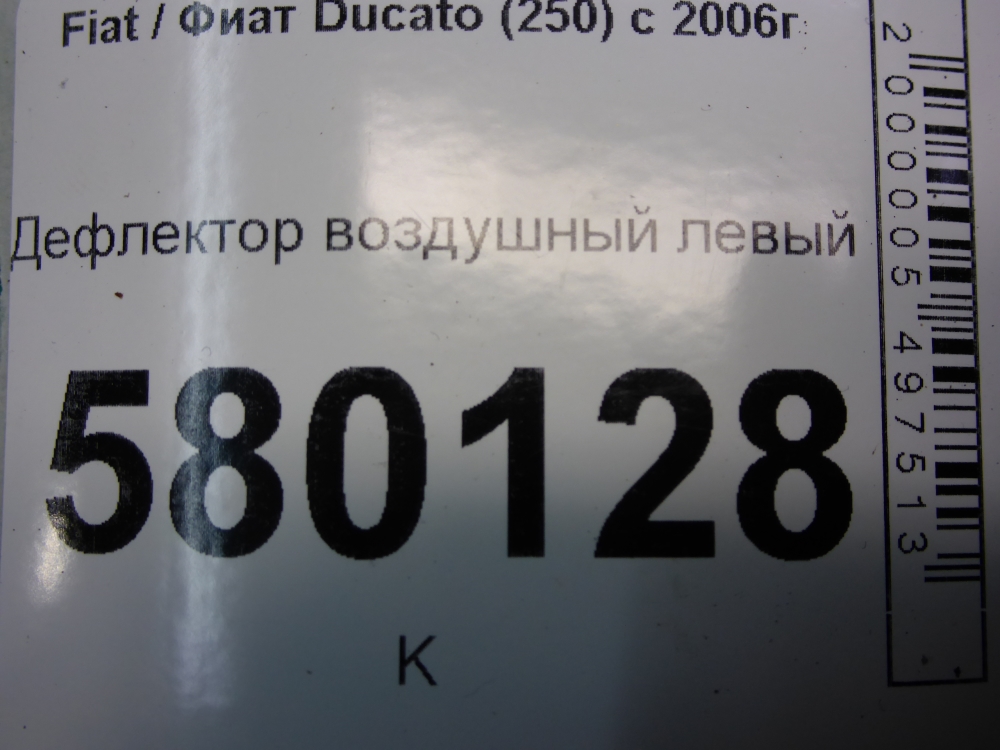 Fiat / Фиат Ducato (250) с 2006г
Дефлектор воздушный левый
580128
К
2000005497513